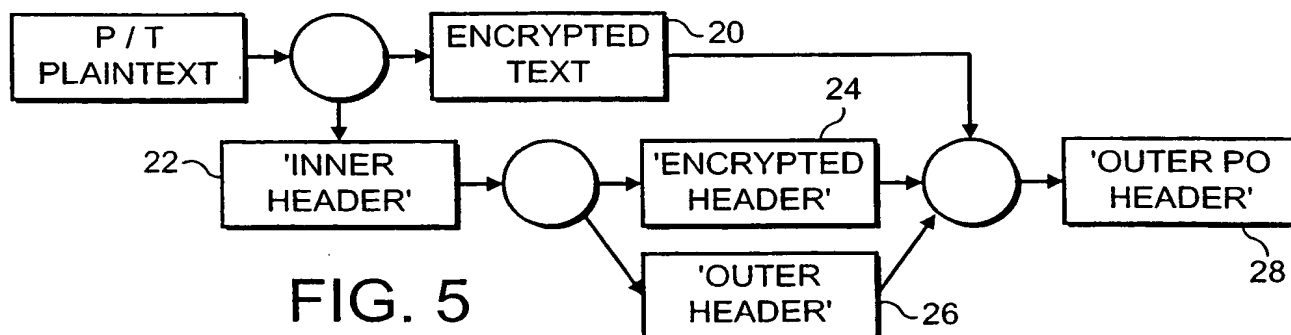 P / T
PLAINTEXT
ENCRYPTED
TEXT
20
22
'INNER
HEADER'
24
'ENCRYPTED
HEADER'
'OUTER PO
HEADER'
28
'OUTER
HEADER'
26
FIG. 5